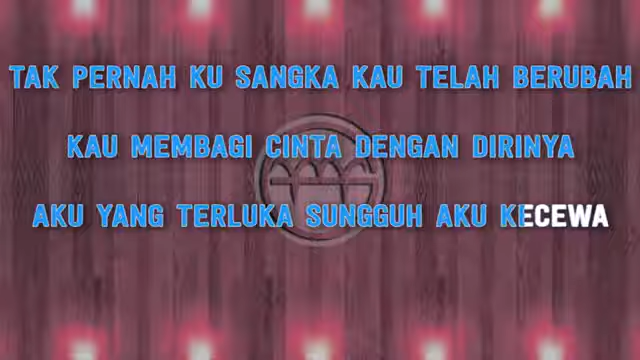 TAK PERNAH KU SANGKA KAU TELAH BERUBAH
KAU MEMBAGI CINTA DENGAN DIRINYA
AKU YANG TERLUKA SUNGGUH AKU KECEWA